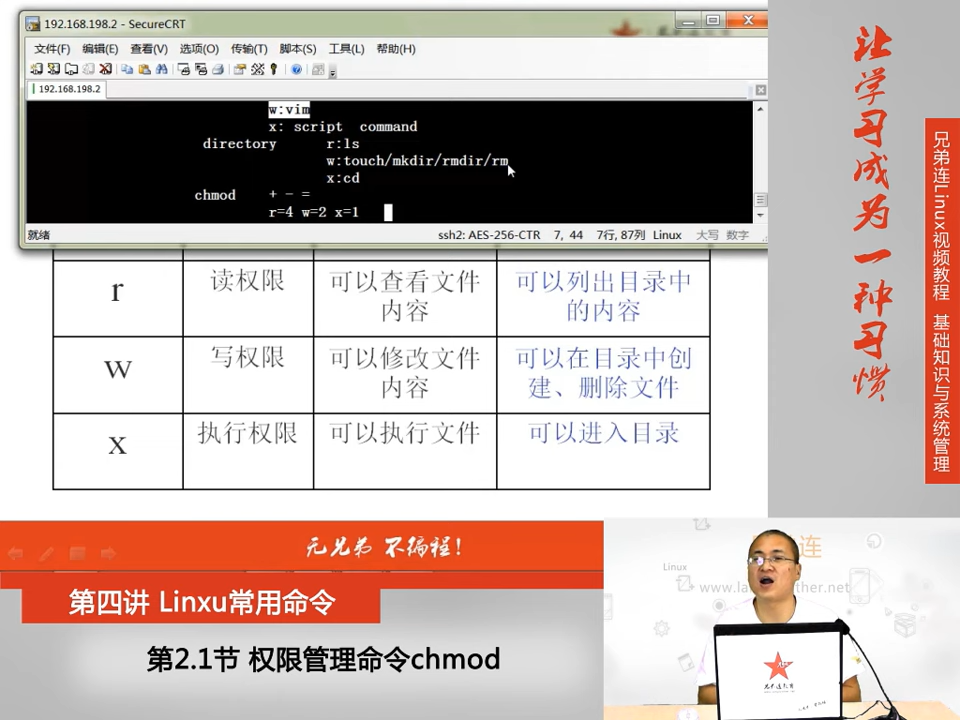 192.168.198.2 - SecureCRT
文件(F) 编辑(E) 查看(V) 选项(O) 传输(T) 脚本(S) 工具(L) 帮助(H)
192.168.198.2
w:vim
x: script command
directory r:ls
w:touch/mkdir/rmdir/rm
x:cd
chmod + - =
r=4 w=2 x=1
就绪 ssh2: AES-256-CTR 7, 44 7行, 87列 Linux 大写 数字
r 读权限 可以查看文件内容 可以列出目录中的内容
w 写权限 可以修改文件内容 可以在目录中创建、删除文件
x 执行权限 可以执行文件 可以进入目录
让学习成为一种习惯
兄弟连Linux视频教程 基础知识与系统管理
无兄弟 不编程!
第四讲 Linxu常用命令
第2.1节 权限管理命令chmod
连
Linux